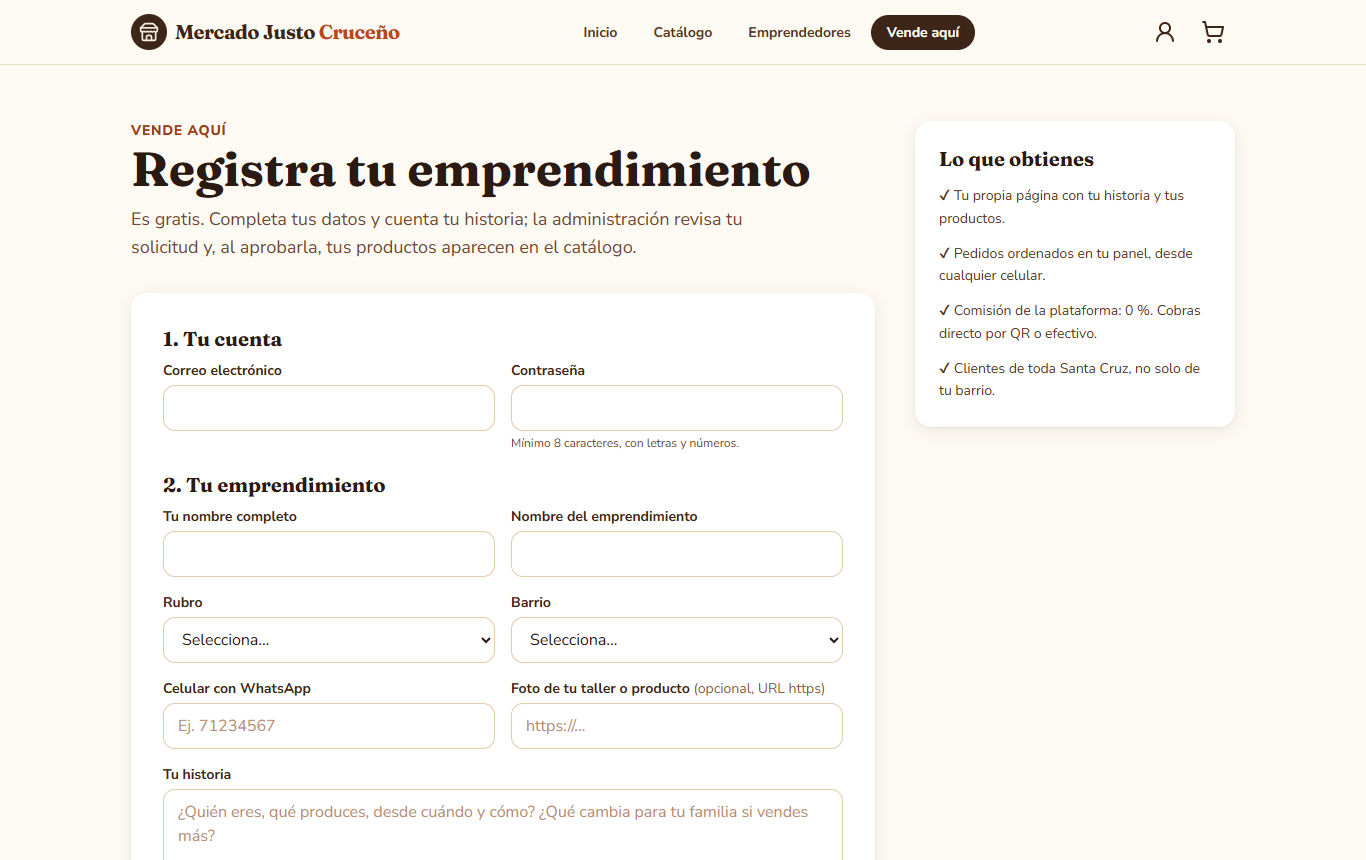 Mercado Justo Cruceño
Inicio
Catálogo
Emprendedores
Vende aquí
VENDE AQUÍ
Registra tu emprendimiento
Es gratis. Completa tus datos y cuenta tu historia; la administración revisa tu
solicitud y, al aprobarla, tus productos aparecen en el catálogo.
1. Tu cuenta
Correo electrónico
Contraseña
Mínimo 8 caracteres, con letras y números.
2. Tu emprendimiento
Tu nombre completo
Nombre del emprendimiento
Rubro
Barrio
Selecciona...
Selecciona...
Celular con WhatsApp
Foto de tu taller o producto (opcional, URL https)
Ej. 71234567
https://...
Tu historia
¿Quién eres, qué produces, desde cuándo y cómo? ¿Qué cambia para tu familia si vendes
más?
Lo que obtienes
✓ Tu propia página con tu historia y tus
productos.
✓ Pedidos ordenados en tu panel, desde
cualquier celular.
✓ Comisión de la plataforma: 0 %. Cobras
directo por QR o efectivo.
✓ Clientes de toda Santa Cruz, no solo de
tu barrio.